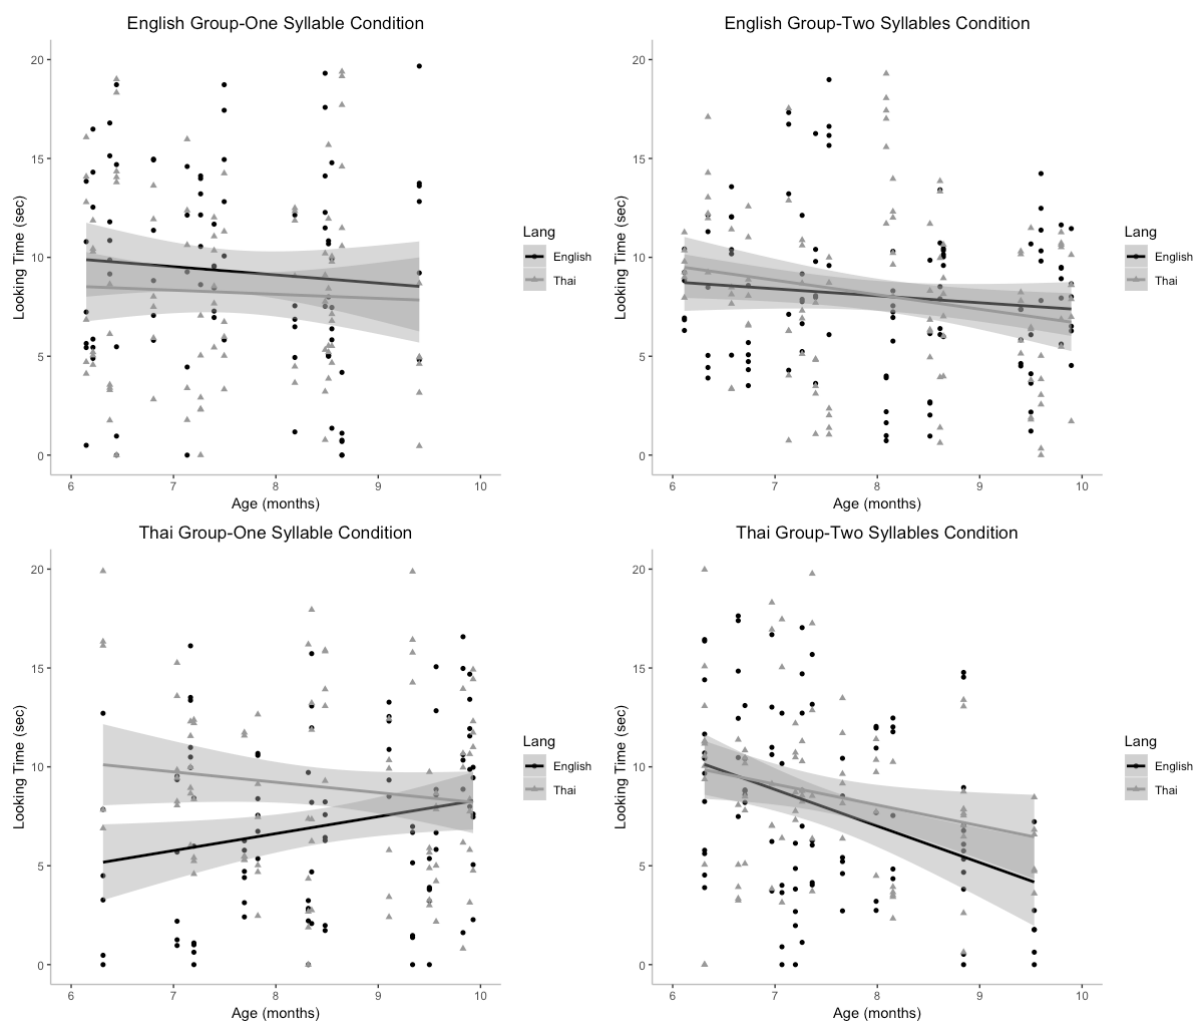 English Group-One Syllable Condition
20
15
10
5
0
Looking Time (sec)
6 7 8 9 10
Age (months)
Lang
English
Thai
English Group-Two Syllables Condition
20
15
10
5
0
Looking Time (sec)
6 7 8 9 10
Age (months)
Lang
English
Thai
Thai Group-One Syllable Condition
20
15
10
5
0
Looking Time (sec)
6 7 8 9 10
Age (months)
Lang
English
Thai
Thai Group-Two Syllables Condition
20
15
10
5
0
Looking Time (sec)
6 7 8 9 10
Age (months)
Lang
English
Thai